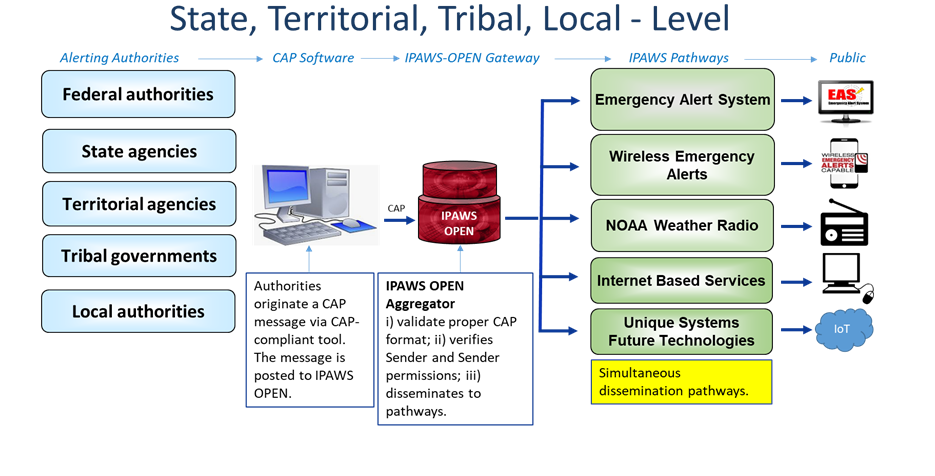 State, Territorial, Tribal, Local - Level
Alerting Authorities
CAP Software
IPAWS-OPEN Gateway
IPAWS Pathways
Public
Federal authorities
State agencies
Territorial agencies
Tribal governments
Local authorities
CAP
IPAWS
OPEN
Authorities
originate a CAP
message via CAP-
compliant tool.
The message is
posted to IPAWS
OPEN.
IPAWS OPEN
Aggregator
i) validate proper CAP
format; ii) verifies
Sender and Sender
permissions; iii)
disseminates to
pathways.
Emergency Alert System
Wireless Emergency
Alerts
NOAA Weather Radio
Internet Based Services
Unique Systems
Future Technologies
Simultaneous
dissemination pathways.
EAS
Emergency Alert System
WIRELESS
EMERGENCY
ALERTS
CAPABLE
IoT